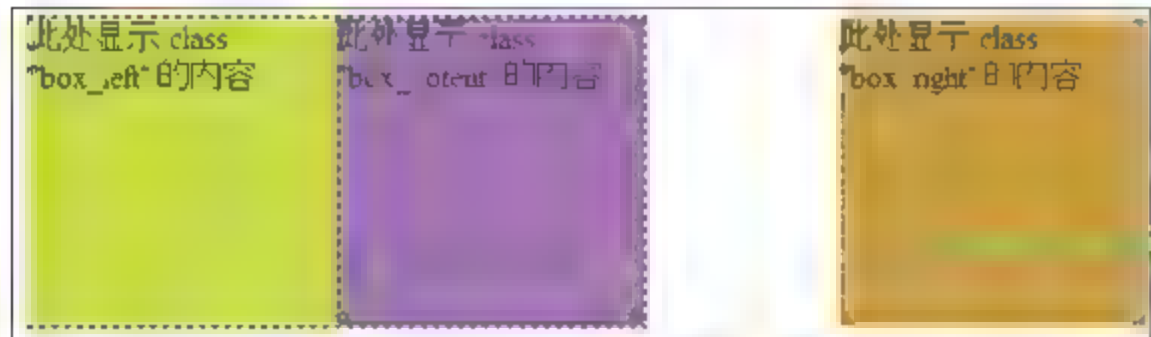 此处显示 class
"box_left" 的内容
此处显示 class
的内容
此处显示 class
"box_right" 的内容